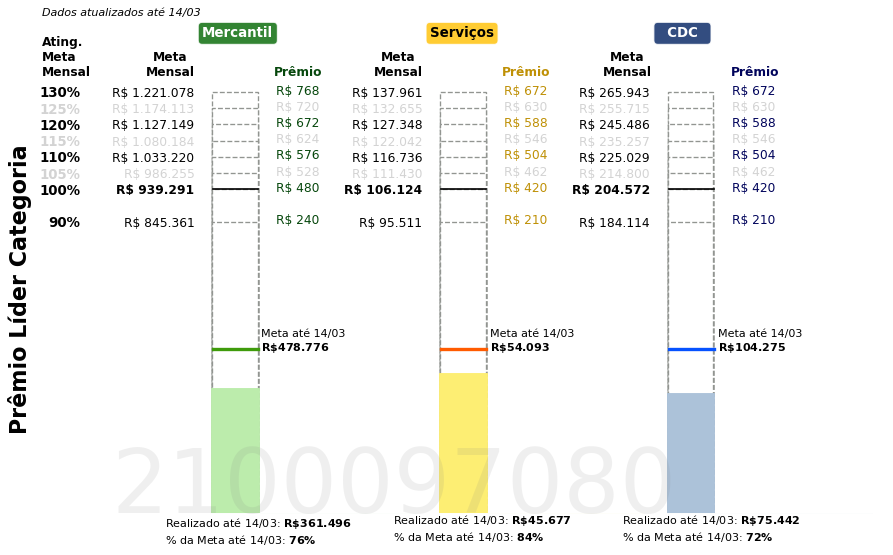 Dados atualizados até 14/03
Mercantil Serviços CDC
Ating. Meta Mensal
Meta Mensal Prêmio Meta Mensal Prêmio Meta Mensal Prêmio
130% R$ 1.221.078 R$ 768 R$ 137.961 R$ 672 R$ 265.943 R$ 672
125% R$ 1.174.113 R$ 720 R$ 132.655 R$ 630 R$ 255.715 R$ 630
120% R$ 1.127.149 R$ 672 R$ 127.348 R$ 588 R$ 245.486 R$ 588
115% R$ 1.080.184 R$ 624 R$ 122.042 R$ 546 R$ 235.257 R$ 546
110% R$ 1.033.220 R$ 576 R$ 116.736 R$ 504 R$ 225.029 R$ 504
105% R$ 986.255 R$ 528 R$ 111.430 R$ 462 R$ 214.800 R$ 462
100% R$ 939.291 R$ 480 R$ 106.124 R$ 420 R$ 204.572 R$ 420
90% R$ 845.361 R$ 240 R$ 95.511 R$ 210 R$ 184.114 R$ 210
Prêmio Líder Categoria
Meta até 14/03 Meta até 14/03 Meta até 14/03
R$478.776 R$54.093 R$104.275
2100097080
Realizado até 14/03: R$361.496 Realizado até 14/03: R$45.677 Realizado até 14/03: R$75.442
% da Meta até 14/03: 76% % da Meta até 14/03: 84% % da Meta até 14/03: 72%